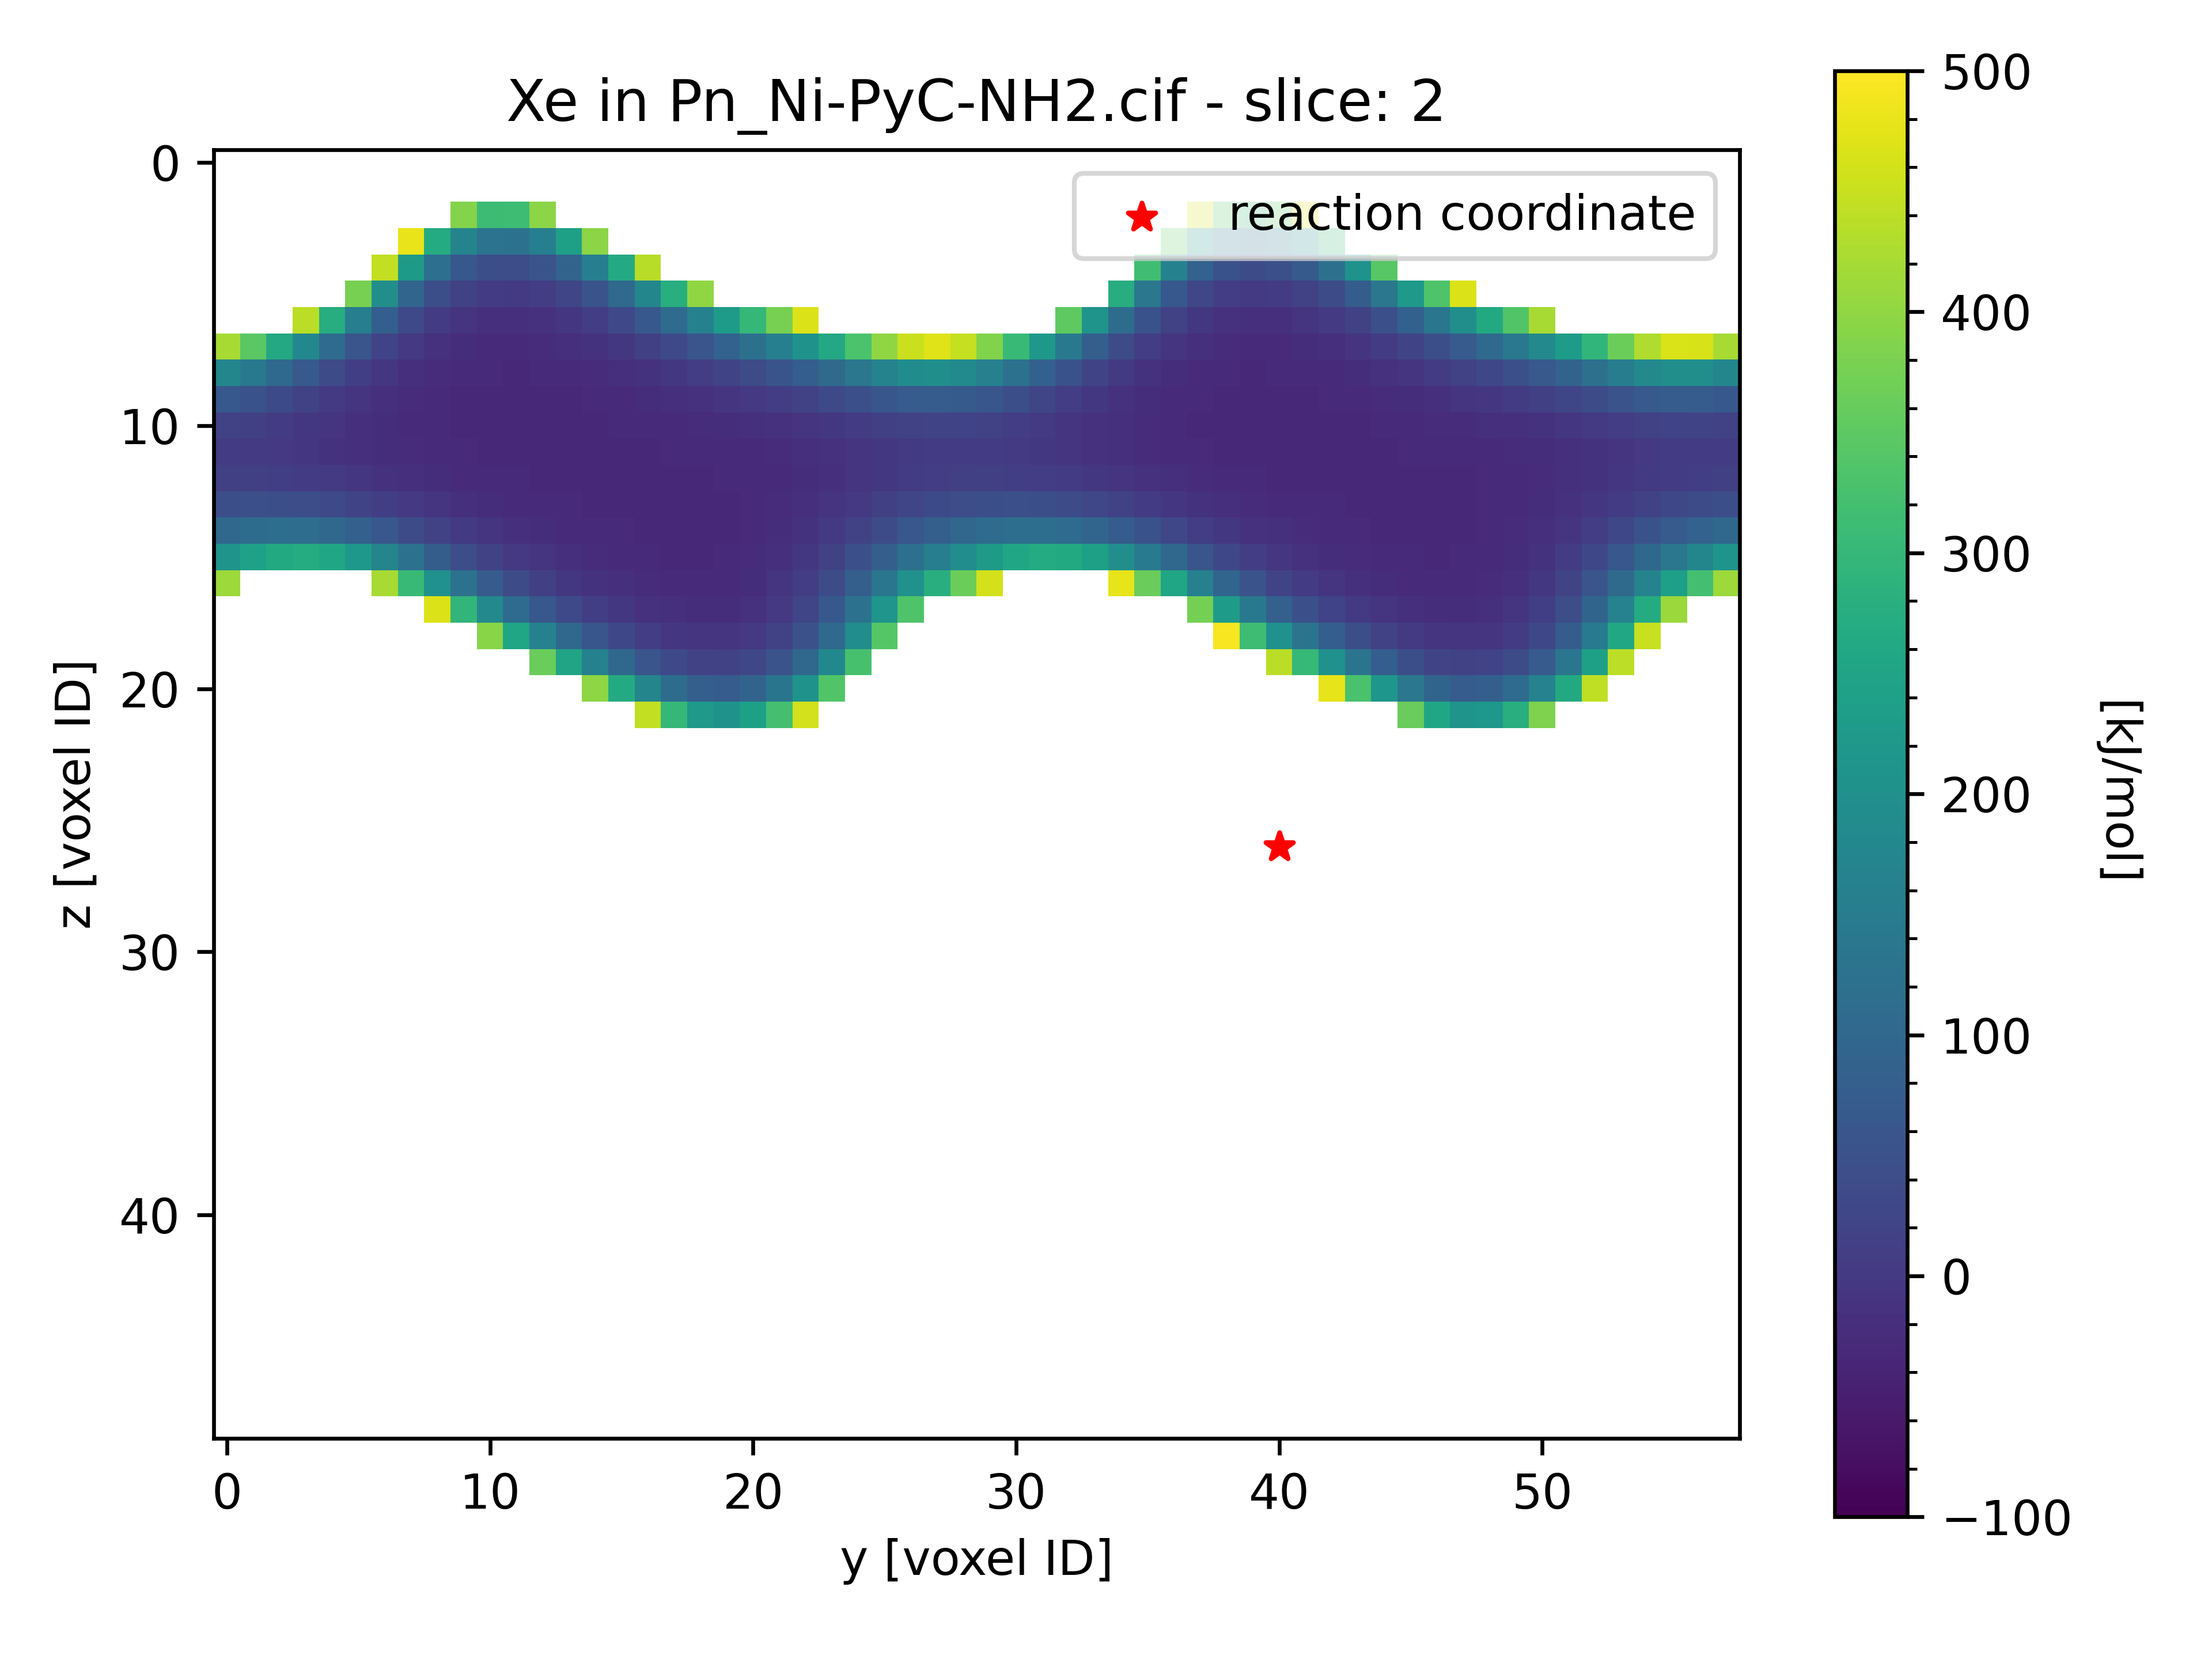 Xe in Pn_Ni-PyC-NH2.cif - slice: 2
reaction coordinate
0
10
20
30
40
z [voxel ID]
0 10 20 30 40 50
y [voxel ID]
500
400
300
200
100
0
−100
[kJ/mol]